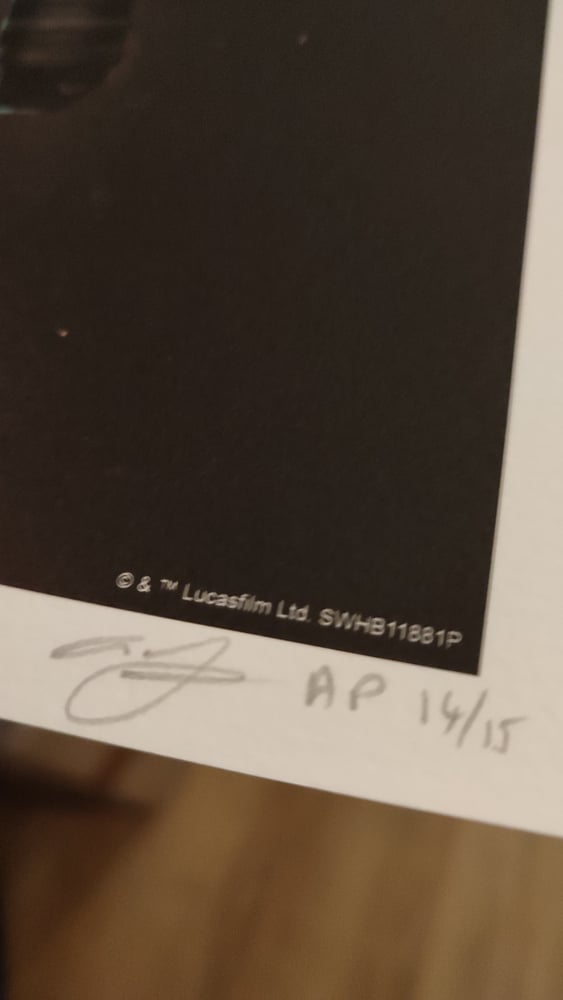 © & ™ Lucasfilm Ltd. SWHB11881P
AP 14/15